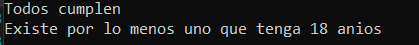 Todos cumplen
Existe por lo menos uno que tenga 18 anios